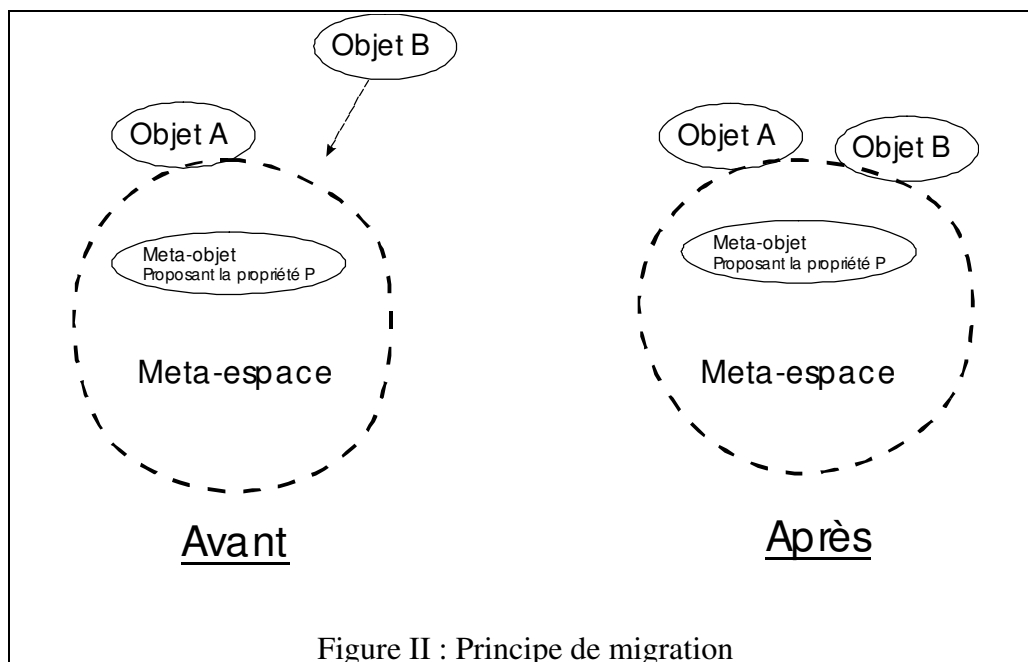 Objet B
Objet A
Meta-objet
Proposant la propriété P
Meta-espace
Avant
Objet A
Objet B
Meta-objet
Proposant la propriété P
Meta-espace
Après
Figure II : Principe de migration